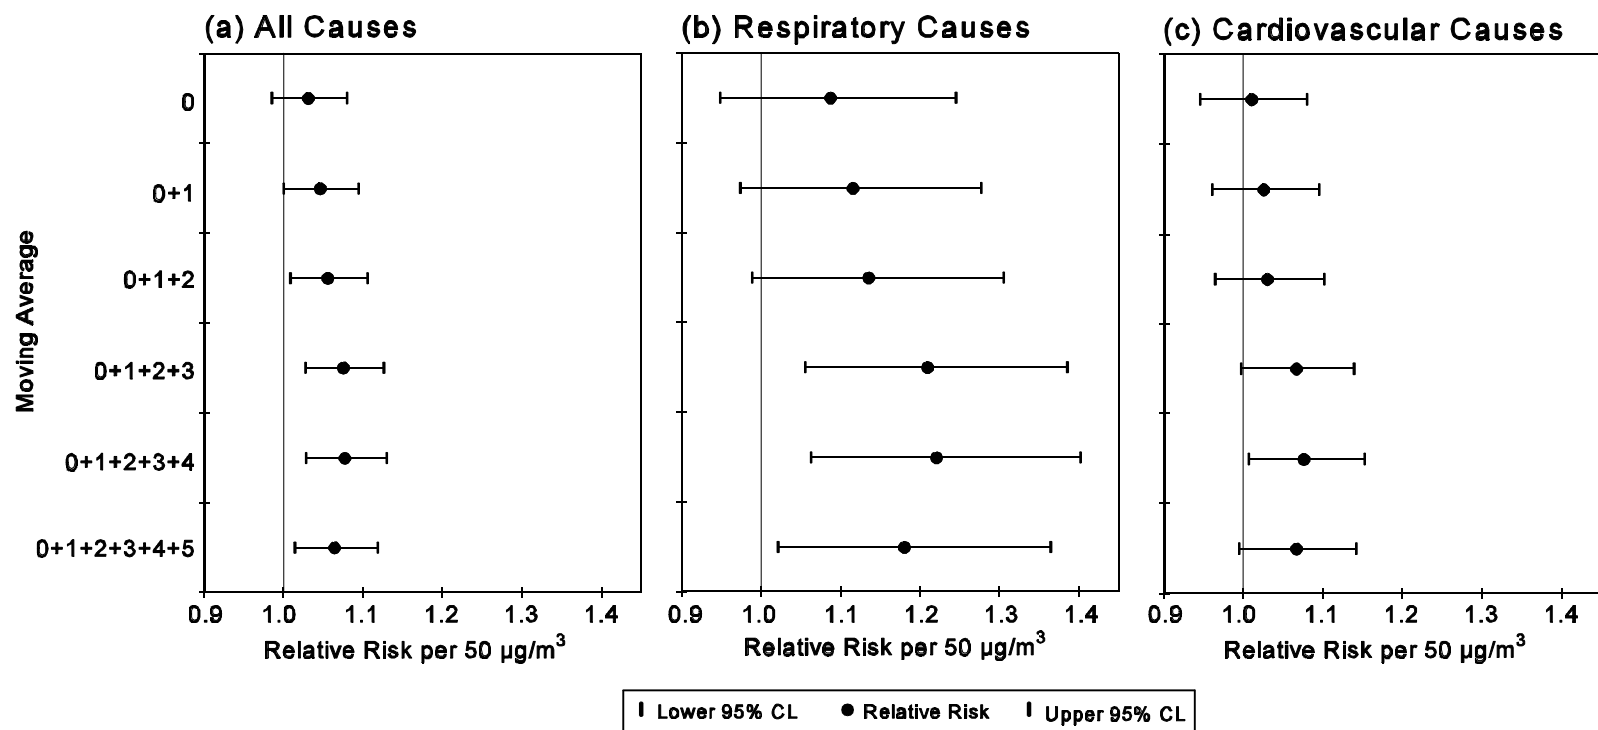 (a) All Causes
(b) Respiratory Causes
(c) Cardiovascular Causes
Moving Average
0
0+1
0+1+2
0+1+2+3
0+1+2+3+4
0+1+2+3+4+5
0.9 1.0 1.1 1.2 1.3 1.4
0.9 1.0 1.1 1.2 1.3 1.4
0.9 1.0 1.1 1.2 1.3 1.4
Relative Risk per 50 µg/m³
Relative Risk per 50 µg/m³
Relative Risk per 50 µg/m³
Lower 95% CL Relative Risk Upper 95% CL